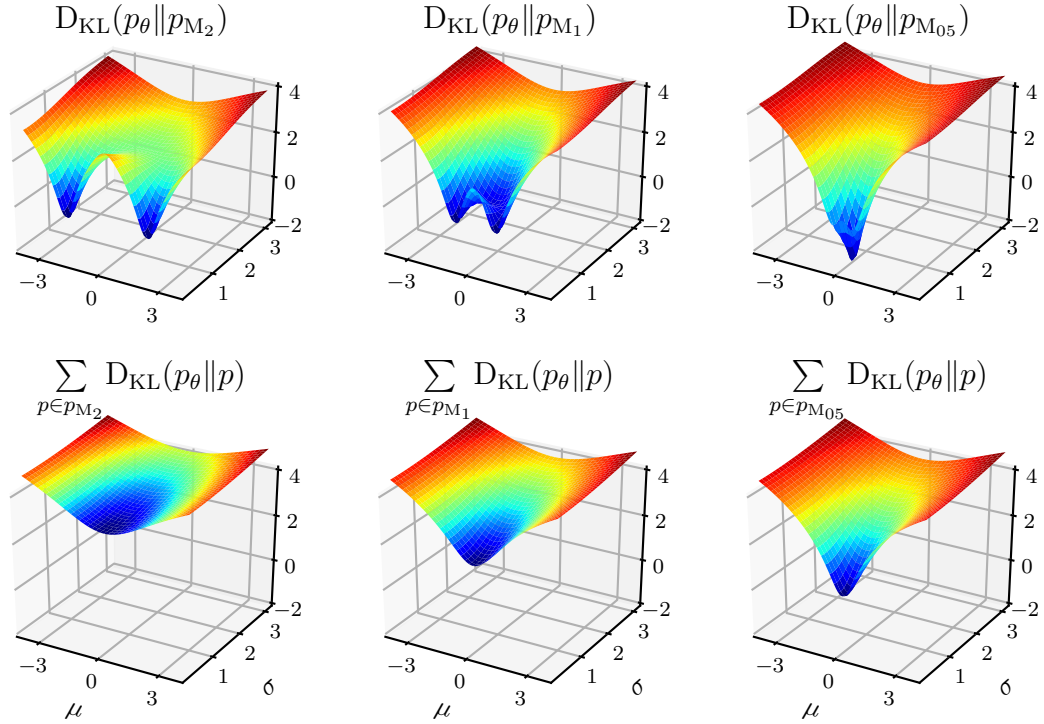 D_KL(p_θ‖p_M₂) D_KL(p_θ‖p_M₁) D_KL(p_θ‖p_M₀₅)
4 4 4
2 2 2
0 0 0
−2 −2 −2
−3 0 3 1 2 3 −3 0 3 1 2 3 −3 0 3 1 2 3
∑ D_KL(p_θ‖p) ∑ D_KL(p_θ‖p) ∑ D_KL(p_θ‖p)
p∈p_M₂ p∈p_M₁ p∈p_M₀₅
4 4 4
2 2 2
0 0 0
−2 −2 −2
−3 0 3 1 2 3 −3 0 3 1 2 3 −3 0 3 1 2 3
μ σ μ σ μ σ